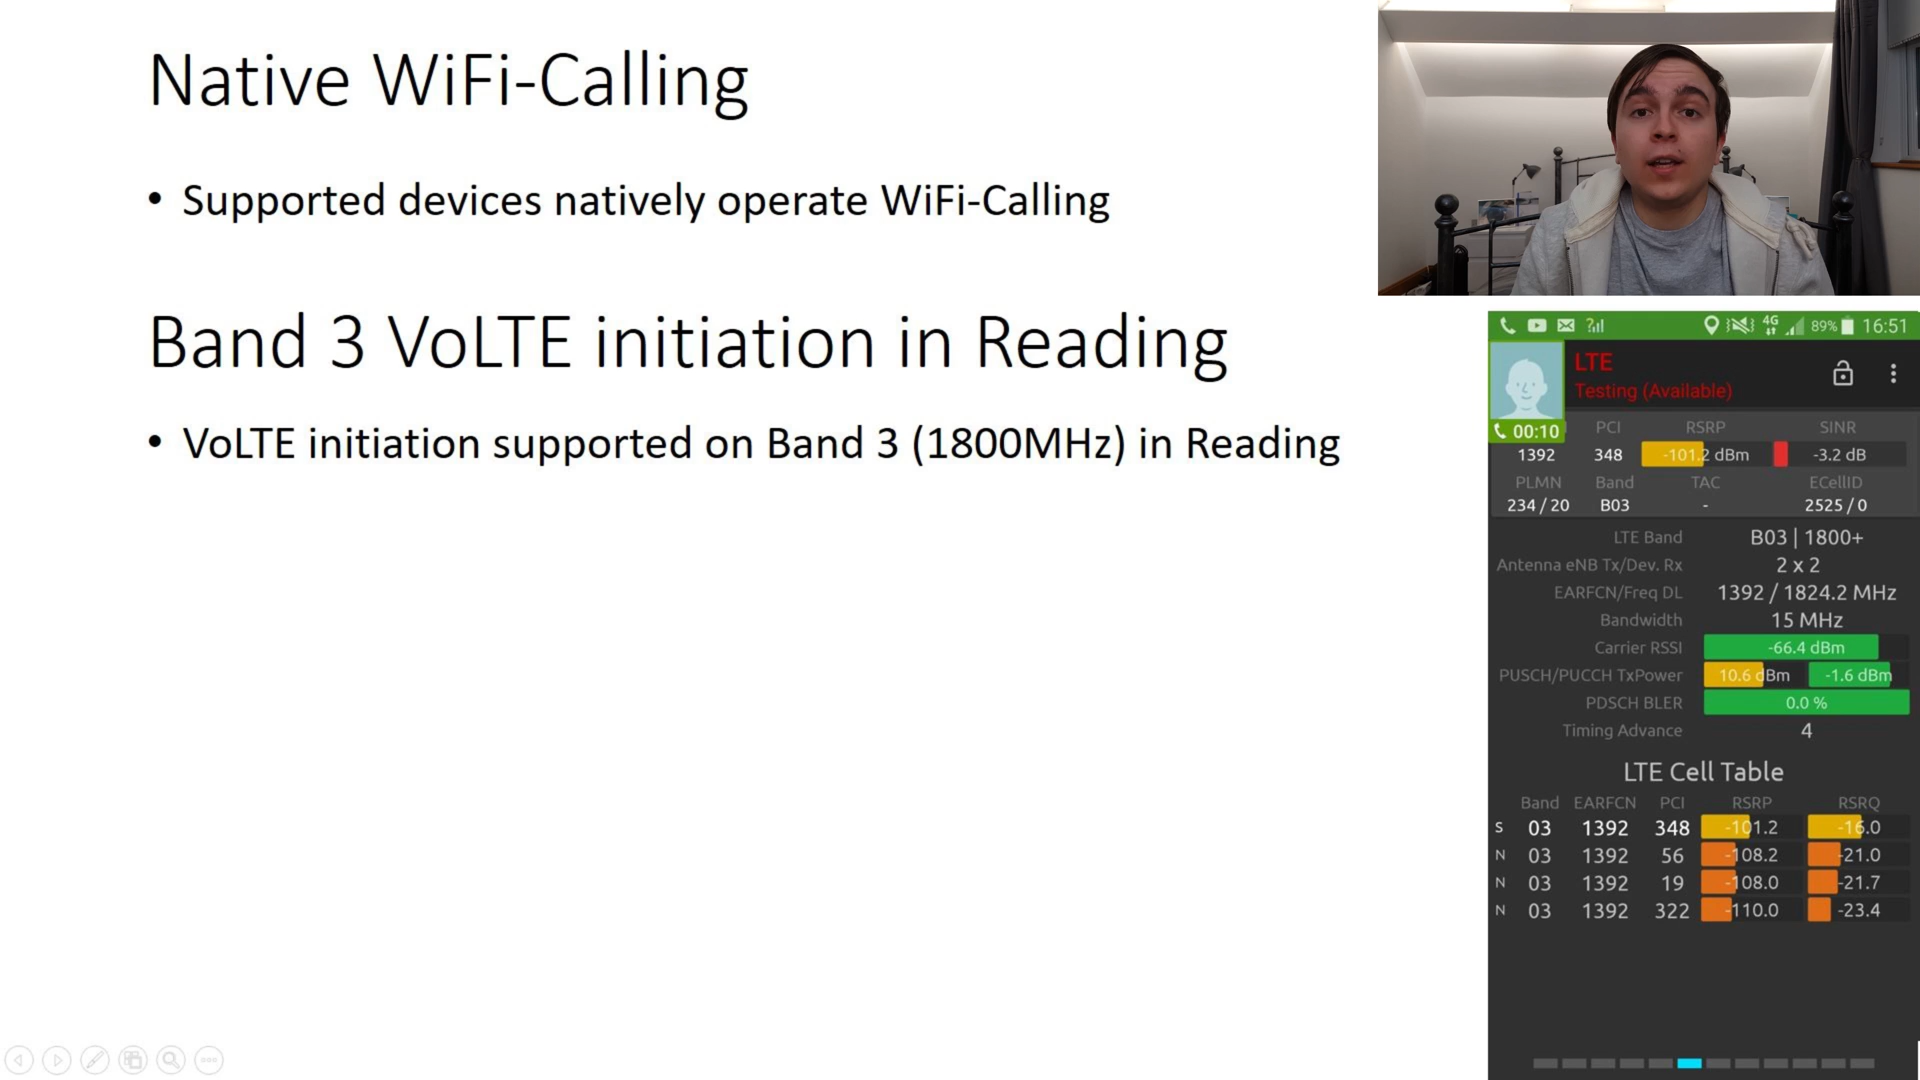 Native WiFi-Calling
• Supported devices natively operate WiFi-Calling
Band 3 VoLTE initiation in Reading
• VoLTE initiation supported on Band 3 (1800MHz) in Reading
4G 89% 16:51
LTE
Testing (Available)
00:10
PCI RSRP SINR
1392 348 -101.2 dBm -3.2 dB
PLMN Band TAC ECellID
234 / 20 B03 - 2525 / 0
LTE Band B03 | 1800+
Antenna eNB Tx/Dev. Rx 2 x 2
EARFCN/Freq DL 1392 / 1824.2 MHz
Bandwidth 15 MHz
Carrier RSSI -66.4 dBm
PUSCH/PUCCH TxPower 10.6 dBm -1.6 dBm
PDSCH BLER 0.0 %
Timing Advance 4
LTE Cell Table
Band EARFCN PCI RSRP RSRQ
S 03 1392 348 -101.2 -16.0
N 03 1392 56 -108.2 -21.0
N 03 1392 19 -108.0 -21.7
N 03 1392 322 -110.0 -23.4